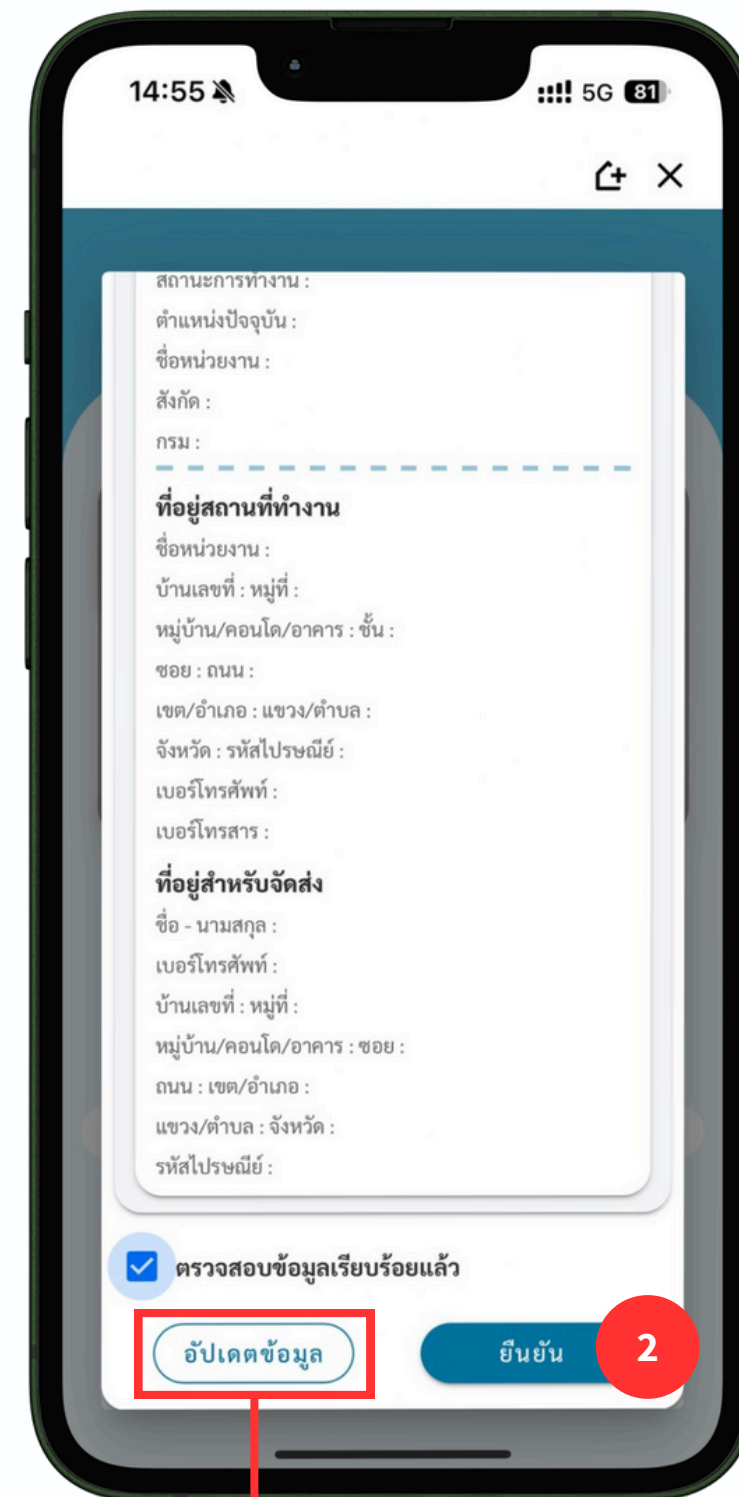 14:55
5G 81
สถานะการทำงาน :
ตำแหน่งปัจจุบัน :
ชื่อหน่วยงาน :
สังกัด :
กรม :
ที่อยู่สถานที่ทำงาน
ชื่อหน่วยงาน :
บ้านเลขที่ : หมู่ที่ :
หมู่บ้าน/คอนโด/อาคาร : ชั้น :
ซอย : ถนน :
เขต/อำเภอ : แขวง/ตำบล :
จังหวัด : รหัสไปรษณีย์ :
เบอร์โทรศัพท์ :
เบอร์โทรสาร :
ที่อยู่สำหรับจัดส่ง
ชื่อ - นามสกุล :
เบอร์โทรศัพท์ :
บ้านเลขที่ : หมู่ที่ :
หมู่บ้าน/คอนโด/อาคาร : ซอย :
ถนน : เขต/อำเภอ :
แขวง/ตำบล : จังหวัด :
รหัสไปรษณีย์ :
ตรวจสอบข้อมูลเรียบร้อยแล้ว
อัปเดตข้อมูล
ยืนยัน
2